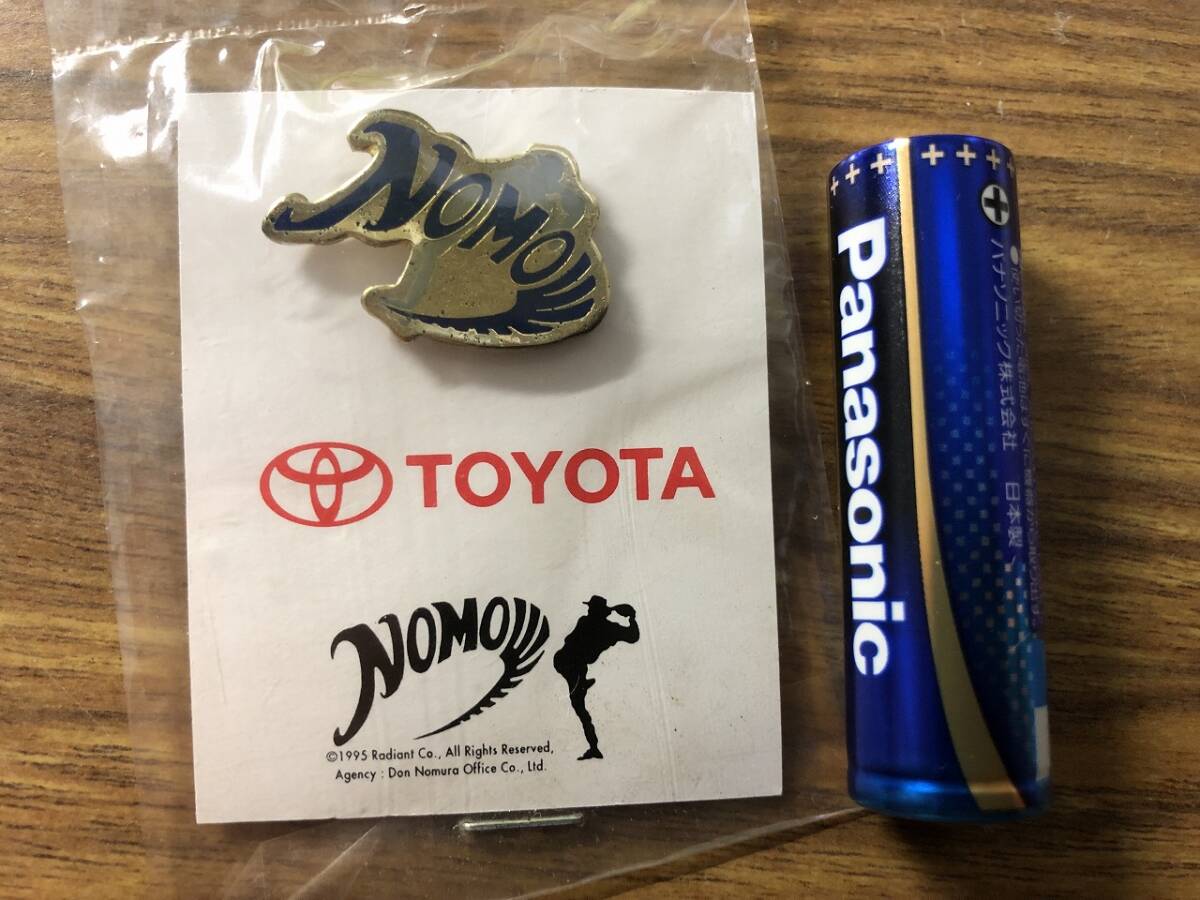 NOMO
TOYOTA
NOMO
©1995 Radiant Co., All Rights Reserved,
Agency : Don Nomura Office Co., Ltd.
Panasonic
パナソニック株式会社 日本製